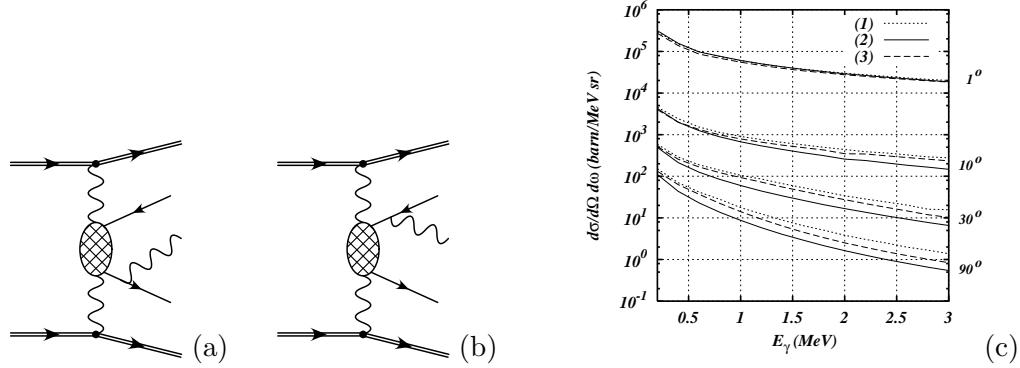 (a)
(b)
(c)
dσ/dΩ dω (barn/MeV sr)
10^6
10^5
10^4
10^3
10^2
10^1
10^0
10^-1
(1)
(2)
(3)
1^o
10^o
30^o
90^o
0.5 1 1.5 2 2.5 3
E_γ (MeV)